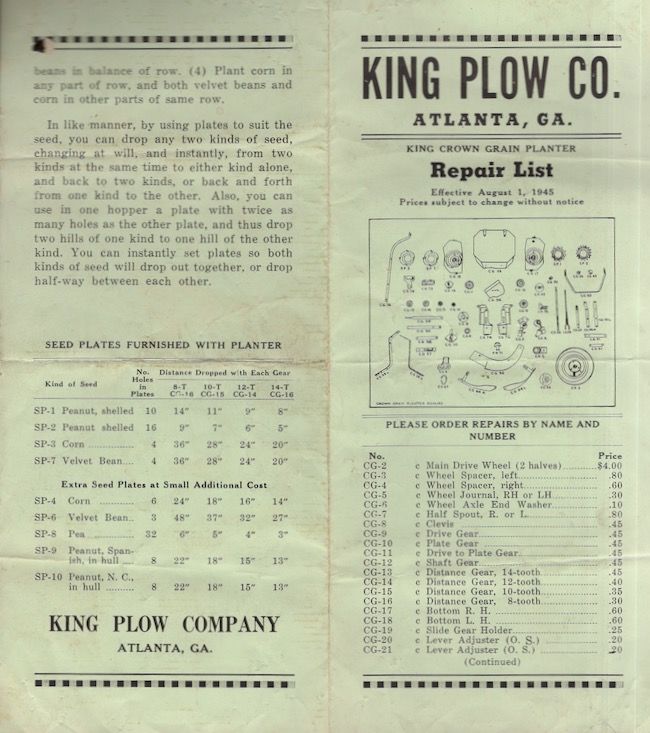 beans in balance of row. (4) Plant corn in
any part of row, and both velvet beans and
corn in other parts of same row.
In like manner, by using plates to suit the
seed, you can drop any two kinds of seed,
changing at will, and instantly, from two
kinds at the same time to either kind alone,
and back to two kinds, or back and forth
from one kind to the other. Also, you can
use in one hopper a plate with twice as
many holes as the other plate, and thus drop
two hills of one kind to one hill of the other
kind. You can instantly set plates so both
kinds of seed will drop out together, or drop
half-way between each other.
SEED PLATES FURNISHED WITH PLANTER
Kind of Seed No. Holes in Plates Distance Dropped with Each Gear
8-T CG-16 10-T CG-15 12-T CG-14 14-T CG-16
SP-1 Peanut, shelled 10 14" 11" 9" 8"
SP-2 Peanut shelled 16 9" 7" 6" 5"
SP-3 Corn .............. 4 36" 28" 24" 20"
SP-7 Velvet Bean.... 4 36" 28" 24" 20"
Extra Seed Plates at Small Additional Cost
SP-4 Corn .............. 6 24" 18" 16" 14"
SP-6 Velvet Bean.. 3 48" 37" 32" 27"
SP-8 Pea ................ 32 6" 5" 4" 3"
SP-9 Peanut, Span-
ish, in hull .... 8 22" 18" 15" 13"
SP-10 Peanut, N. C.,
in hull .......... 8 22" 18" 15" 13"
KING PLOW COMPANY
ATLANTA, GA.
KING PLOW CO.
ATLANTA, GA.
KING CROWN GRAIN PLANTER
Repair List
Effective August 1, 1945
Prices subject to change without notice
CROWN GRAIN PLANTER REPAIRS
PLEASE ORDER REPAIRS BY NAME AND
NUMBER
No. Price
CG-2 c Main Drive Wheel (2 halves)........$4.00
CG-3 c Wheel Spacer, left........................ .80
CG-4 c Wheel Spacer, right...................... .60
CG-5 c Wheel Journal, RH or LH.............. .30
CG-6 c Wheel Axle End Washer................ .10
CG-7 c Half Spout, R. or L....................... .80
CG-8 c Clevis ........................................ .45
CG-9 c Drive Gear................................... .45
CG-10 c Plate Gear................................... .45
CG-11 c Drive to Plate Gear...................... .45
CG-12 c Shaft Gear.................................. .45
CG-13 c Distance Gear, 14-tooth................ .45
CG-14 c Distance Gear, 12-tooth................ .40
CG-15 c Distance Gear, 10-tooth................ .35
CG-16 c Distance Gear, 8-tooth................ .30
CG-17 c Bottom R. H............................... .60
CG-18 c Bottom L. H............................... .60
CG-19 c Slide Gear Holder......................... .25
CG-20 c Lever Adjuster (O. S.).................. .20
CG-21 c Lever Adjuster (O. S.) ................. .20
(Continued)